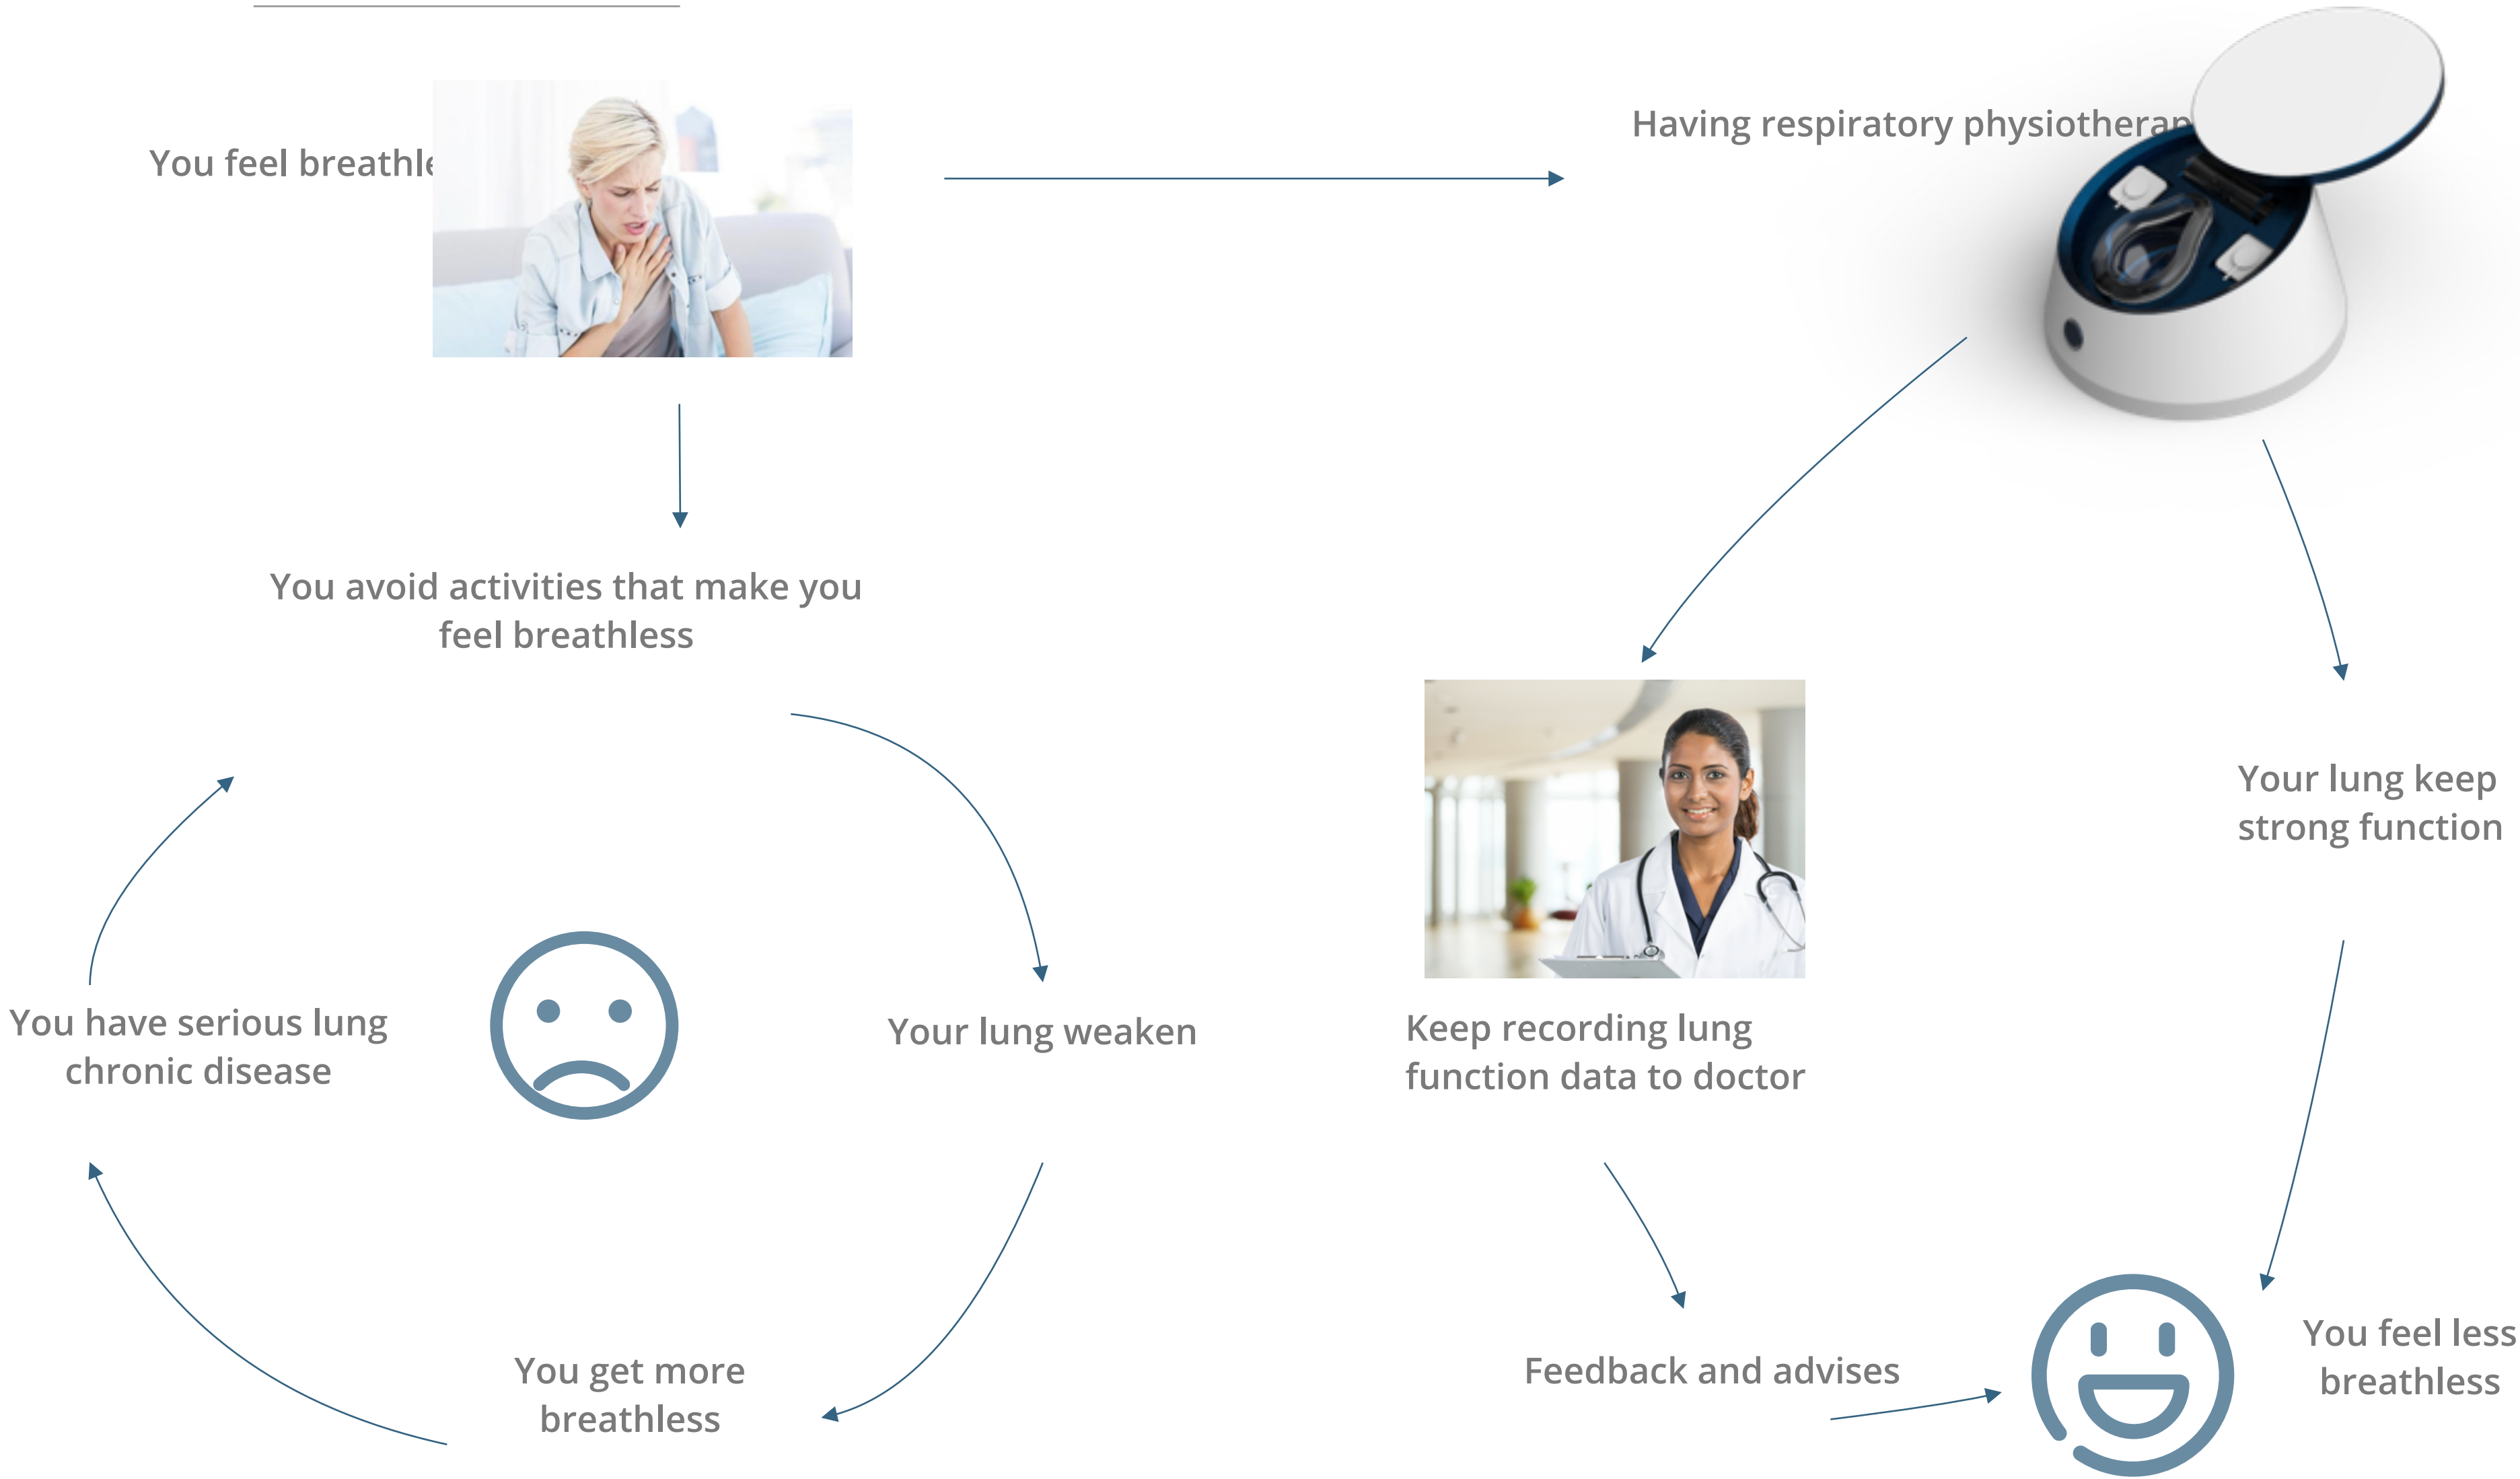 You feel breathle
Having respiratory physiotherap
You avoid activities that make you
feel breathless
Your lung keep
strong function
You have serious lung
chronic disease
Your lung weaken
Keep recording lung
function data to doctor
You get more
breathless
Feedback and advises
You feel less
breathless